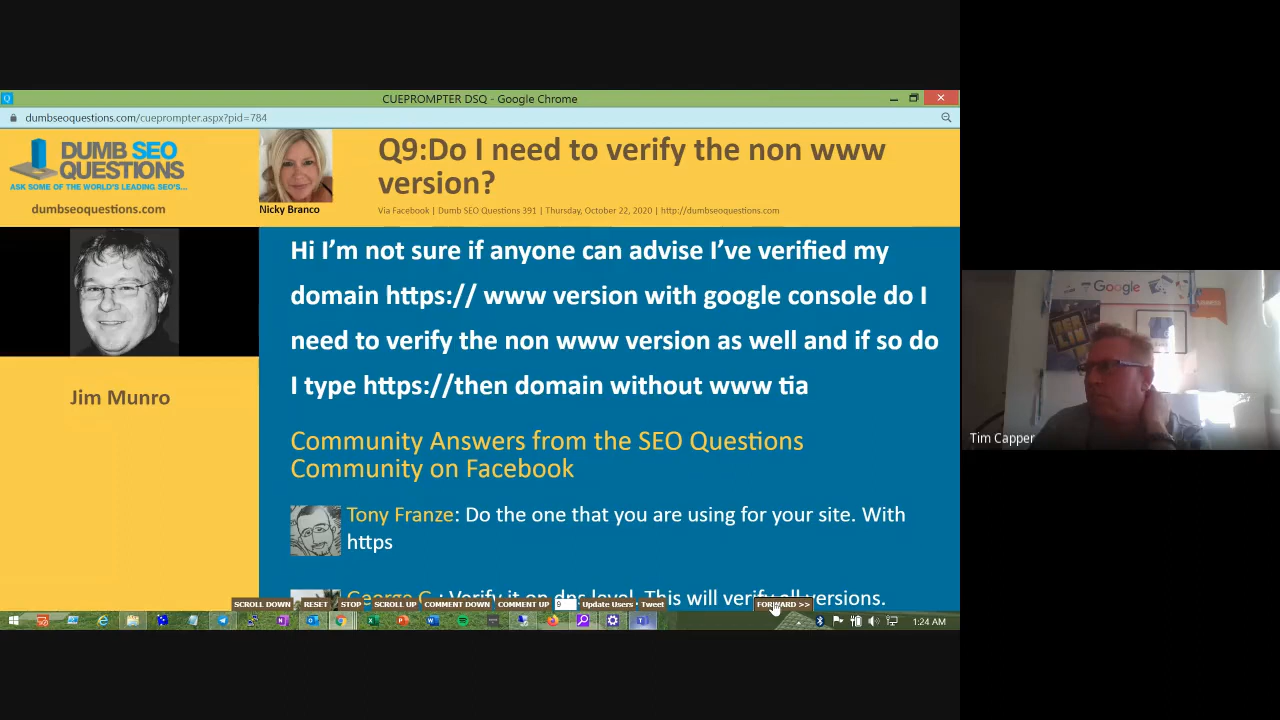 CUEPROMPTER DSQ - Google Chrome
dumbseoquestions.com/cueprompter.aspx?pid=784
DUMB SEO
QUESTIONS
ASK SOME OF THE WORLD'S LEADING SEO'S...
dumbseoquestions.com
Nicky Branco
Q9:Do I need to verify the non www
version?
Via Facebook | Dumb SEO Questions 391 | Thursday, October 22, 2020 | http://dumbseoquestions.com
Jim Munro
Hi I'm not sure if anyone can advise I've verified my
domain https:// www version with google console do I
need to verify the non www version as well and if so do
I type https://then domain without www tia
Community Answers from the SEO Questions
Community on Facebook
Tony Franze: Do the one that you are using for your site. With
https
George G.: Verify it on dns level. This will verify all versions.
SCROLL DOWN RESET STOP SCROLL UP COMMENT DOWN COMMENT UP 9 Update Users Tweet FORWARD >>
1:24 AM
Google
Tim Capper